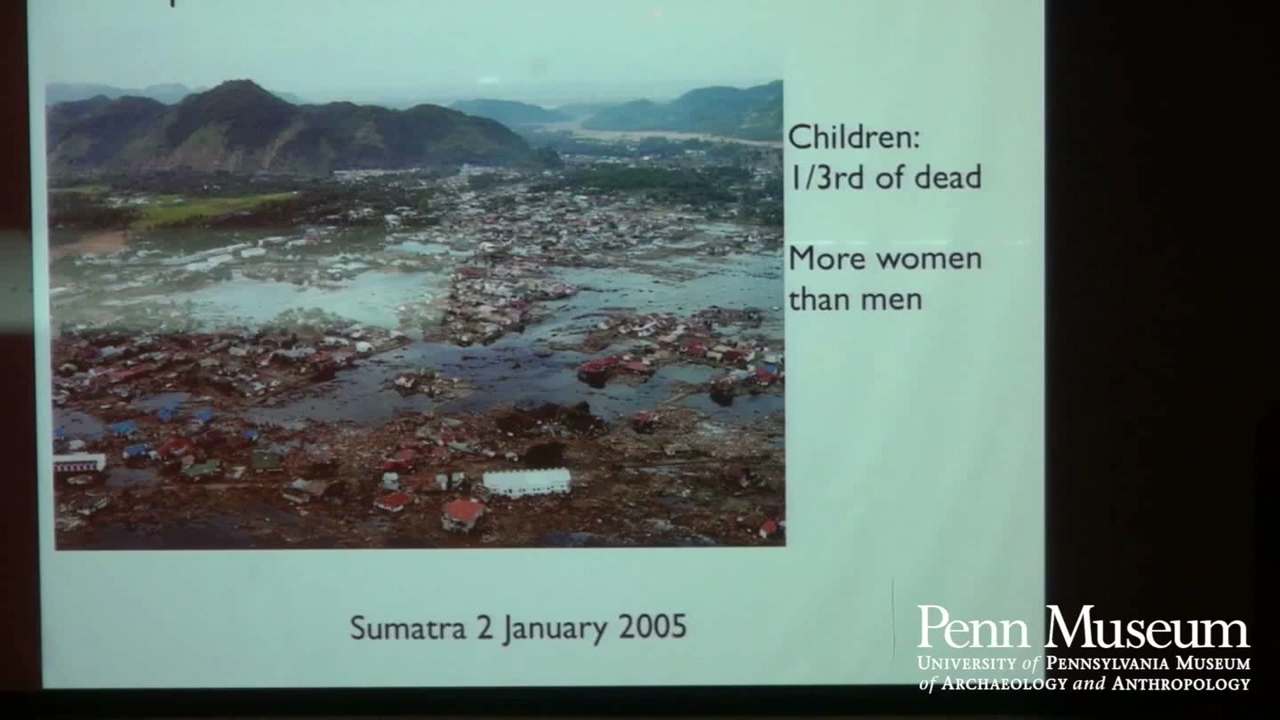 Children:
1/3rd of dead
More women
than men
Sumatra 2 January 2005
Penn Museum
UNIVERSITY of PENNSYLVANIA MUSEUM
of ARCHAEOLOGY and ANTHROPOLOGY